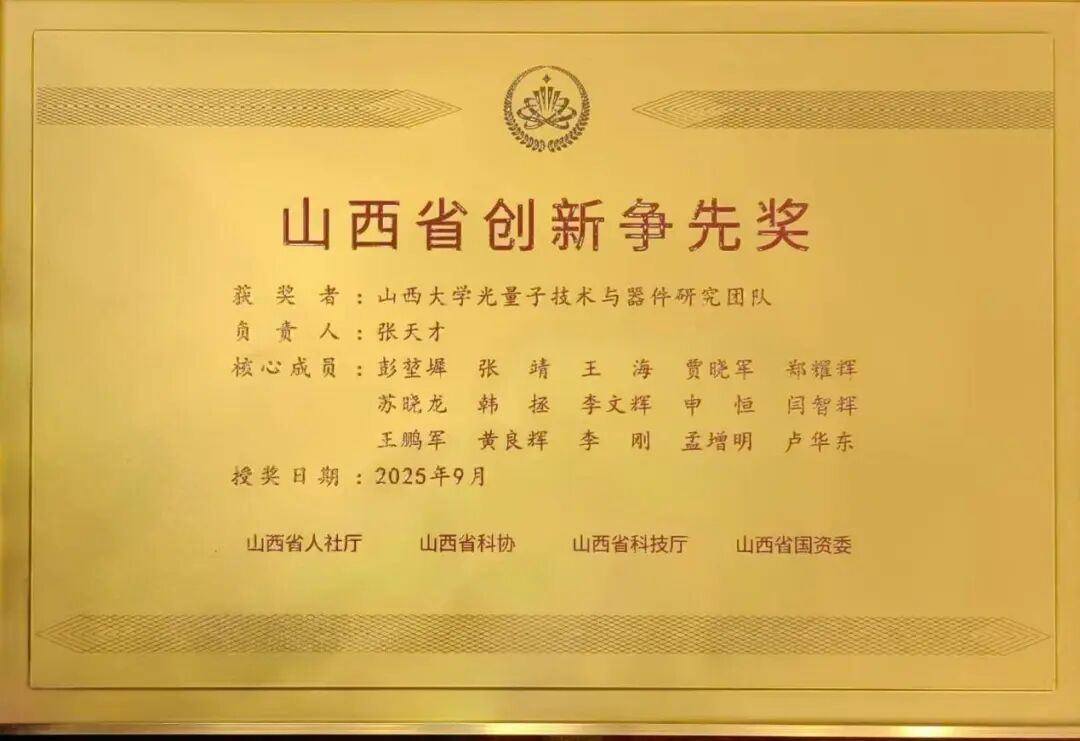 山西省创新争先奖
获奖者：山西大学光量子技术与器件研究团队
负责人：张天才
核心成员：彭堃墀 张靖 王海 贾晓军 郑耀辉
苏晓龙 韩拯 李文辉 申恒 闫智辉
王鹏军 黄良辉 李刚 孟增明 卢华东
授奖日期：2025年9月
山西省人社厅 山西省科协 山西省科技厅 山西省国资委